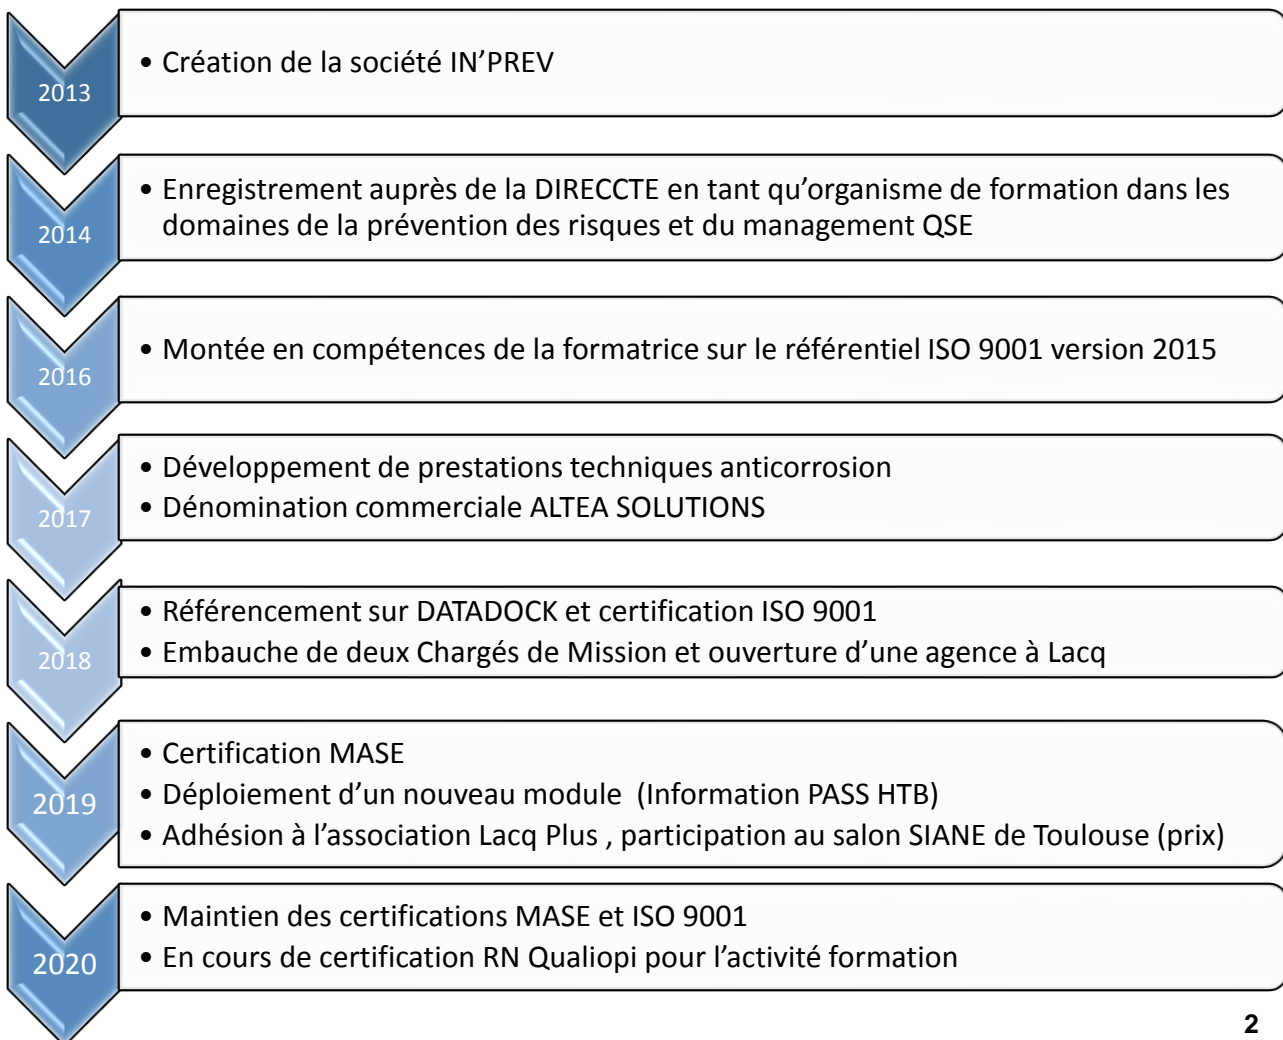 2013
• Création de la société IN’PREV
2014
• Enregistrement auprès de la DIRECCTE en tant qu’organisme de formation dans les
domaines de la prévention des risques et du management QSE
2016
• Montée en compétences de la formatrice sur le référentiel ISO 9001 version 2015
2017
• Développement de prestations techniques anticorrosion
• Dénomination commerciale ALTEA SOLUTIONS
2018
• Référencement sur DATADOCK et certification ISO 9001
• Embauche de deux Chargés de Mission et ouverture d’une agence à Lacq
2019
• Certification MASE
• Déploiement d’un nouveau module (Information PASS HTB)
• Adhésion à l’association Lacq Plus , participation au salon SIANE de Toulouse (prix)
2020
• Maintien des certifications MASE et ISO 9001
• En cours de certification RN Qualiopi pour l’activité formation
2